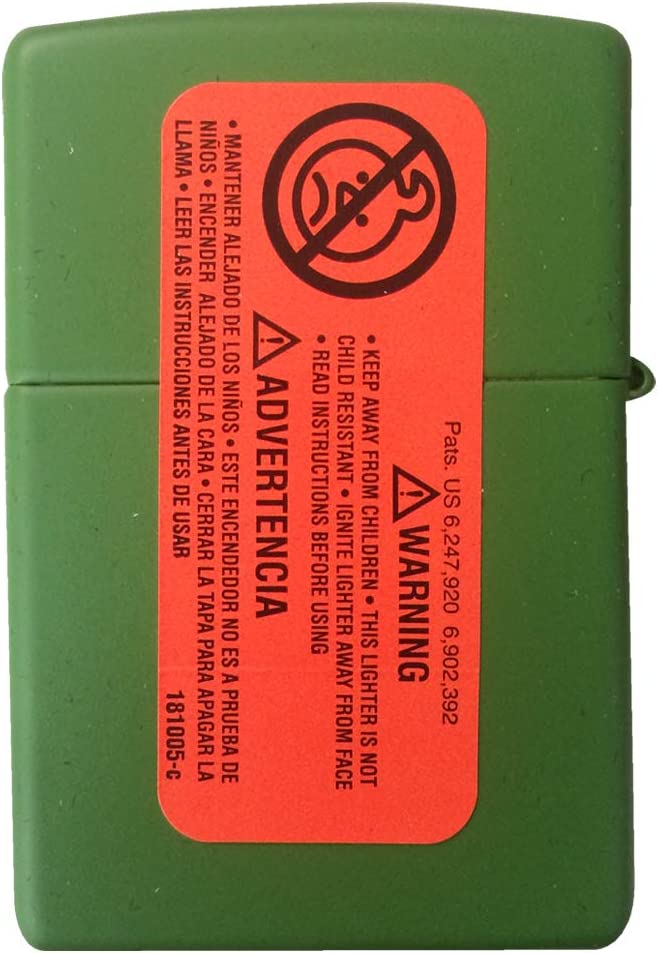 Pats. US 6,247,920 6,902,392
WARNING
• KEEP AWAY FROM CHILDREN • THIS LIGHTER IS NOT
CHILD RESISTANT • IGNITE LIGHTER AWAY FROM FACE
• READ INSTRUCTIONS BEFORE USING
ADVERTENCIA
• MANTENER ALEJADO DE LOS NIÑOS • ESTE ENCENDEDOR NO ES A PRUEBA DE
NIÑOS • ENCENDER ALEJADO DE LA CARA • CERRAR LA TAPA PARA APAGAR LA
LLAMA • LEER LAS INSTRUCCIONES ANTES DE USAR
181005-c